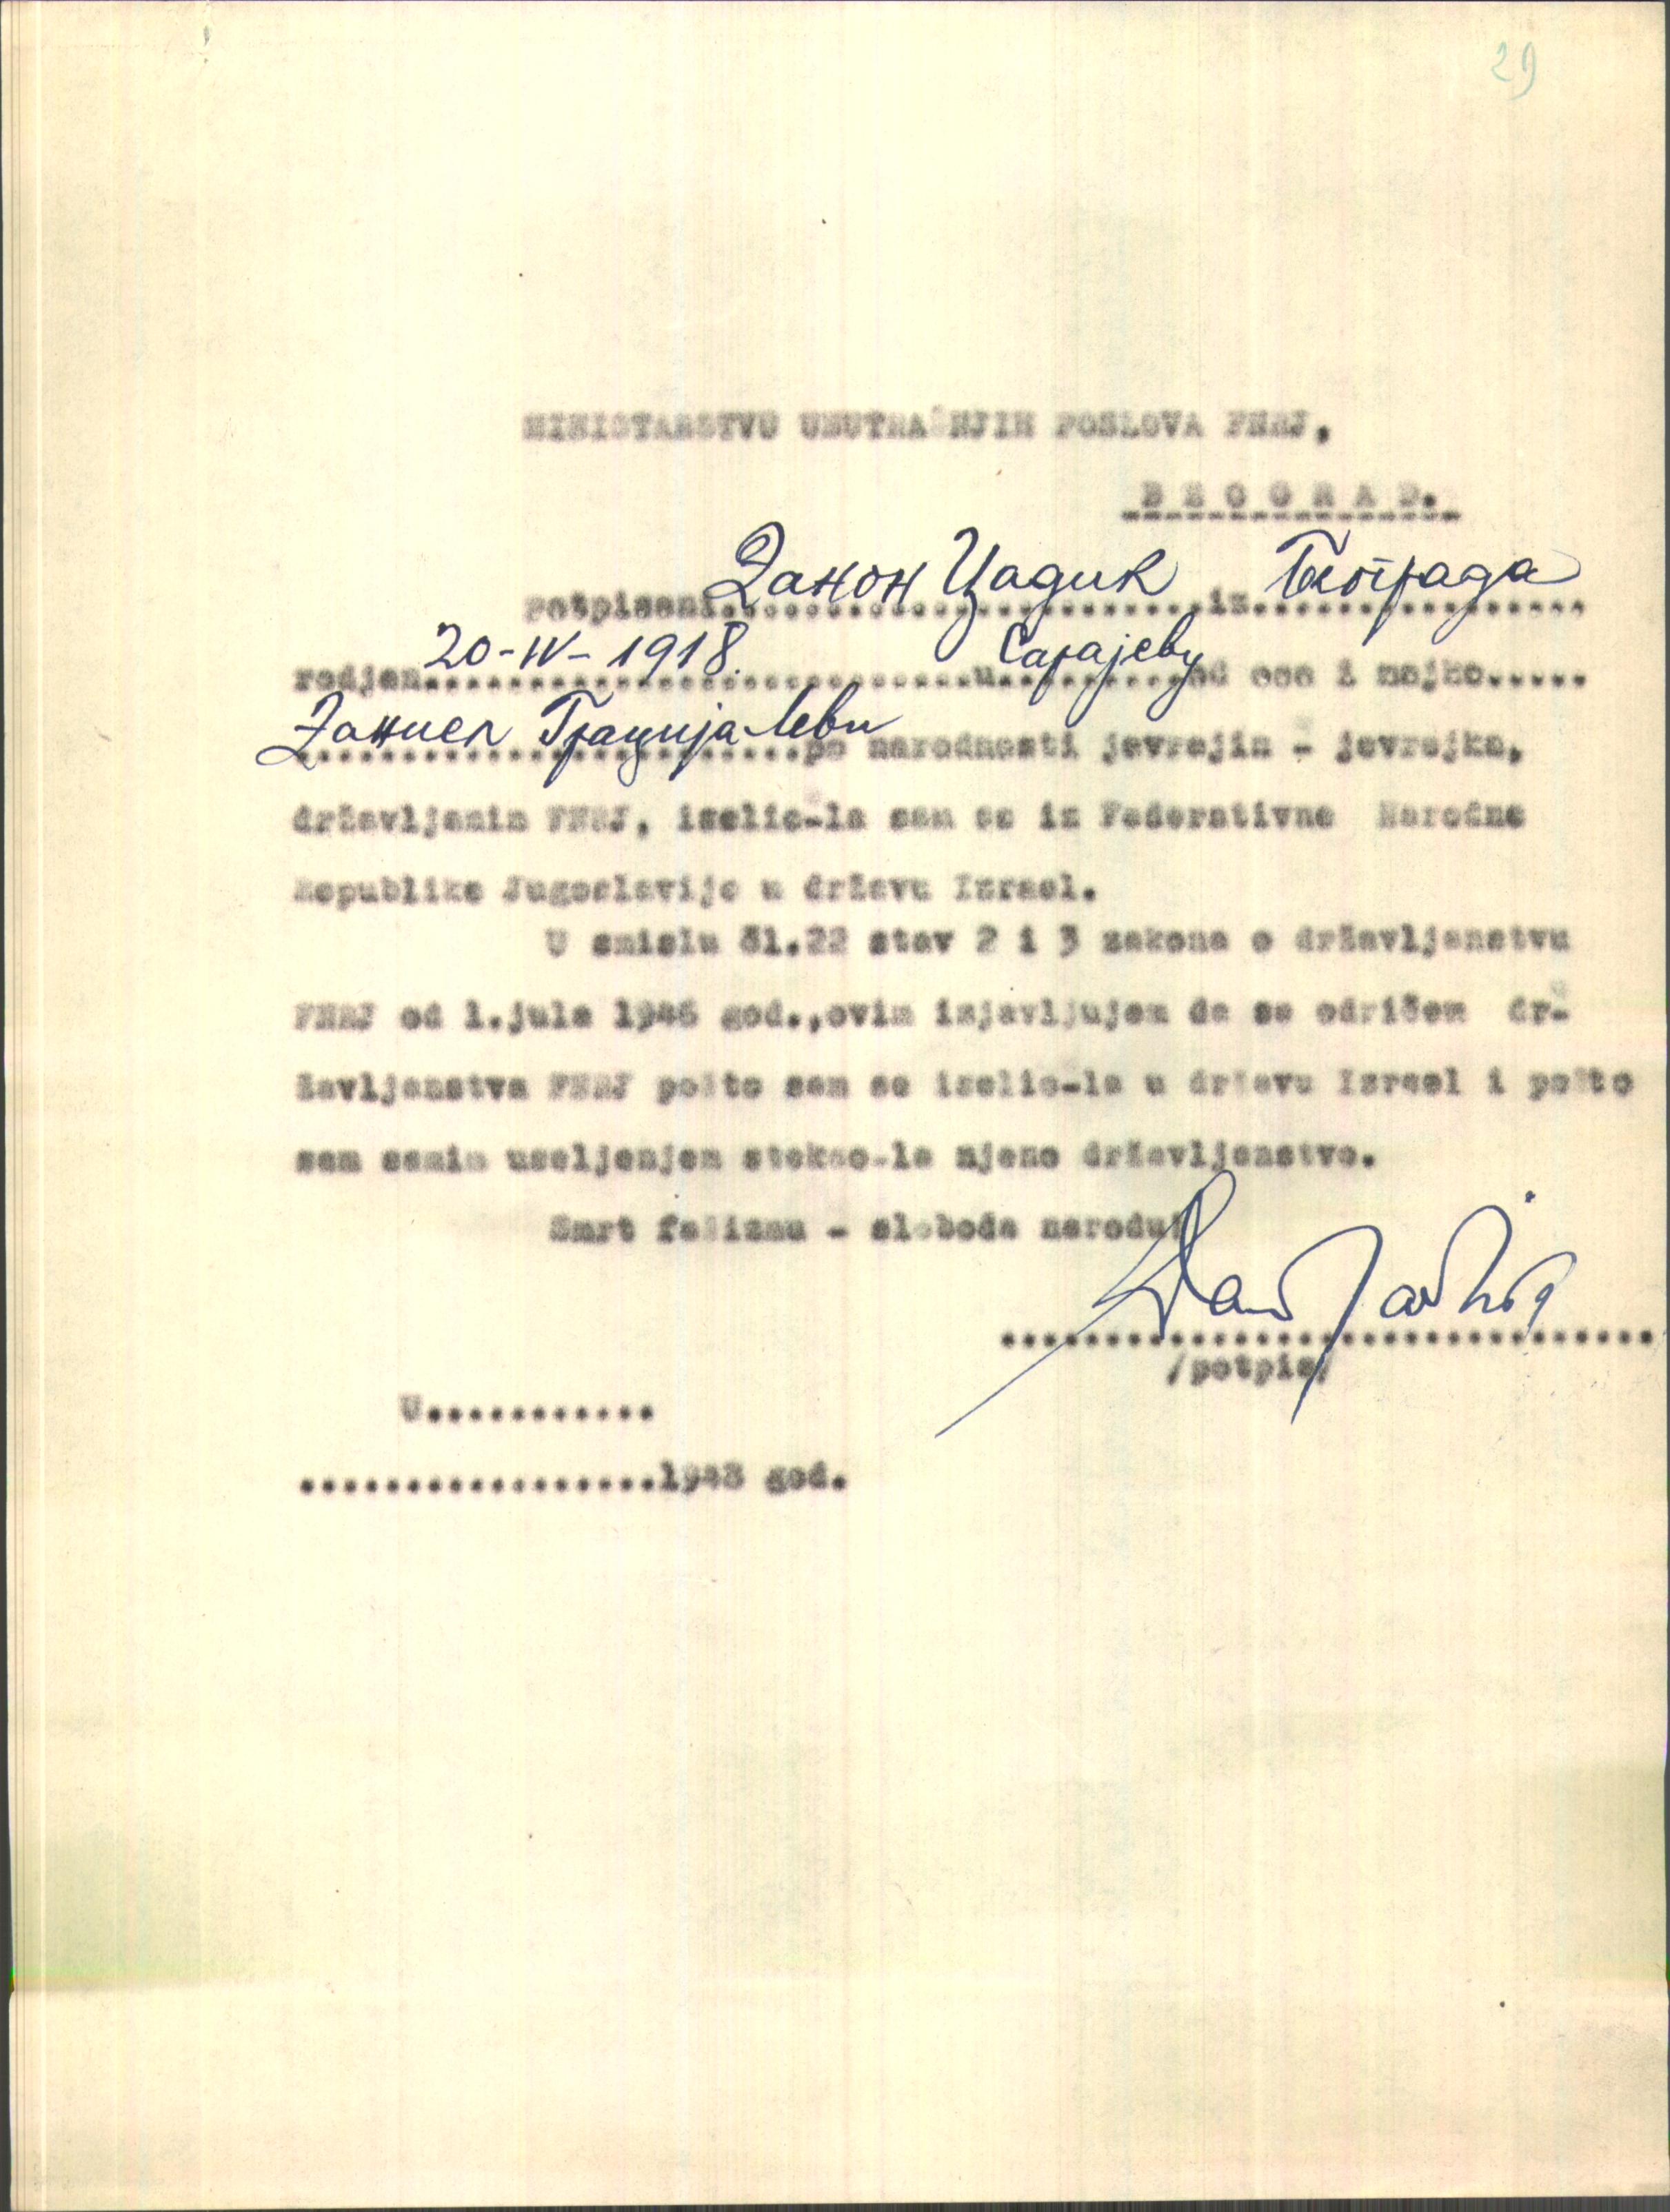 29
MINISTARSTVU UNUTRAŠNJIH POSLOVA FNRJ,
B E O G R A D.
potpisani Данон Цадик iz Београда
rodjen 20-IV-1918. u Сарајеву od oca i majke.....
Даниел Грација Леви po narodnosti jevrejin - jevrejka,
državljanin FNRJ, iselio-la sam se iz Federativne Narodne
Republike Jugoslavije u državu Izrael.
U smislu čl.22 stav 2 i 3 zakona o državljanstvu
FNRJ od 1.jula 1946 god.,ovim izjavljujem da se odričem dr-
žavljanstva FNRJ pošto sam se iselio-la u državu Izrael i pošto
sam samim useljenjem stekao-la njeno državljanstvo.
Smrt fašizmu - sloboda narodu!
/potpis/
U............
.................1948 god.